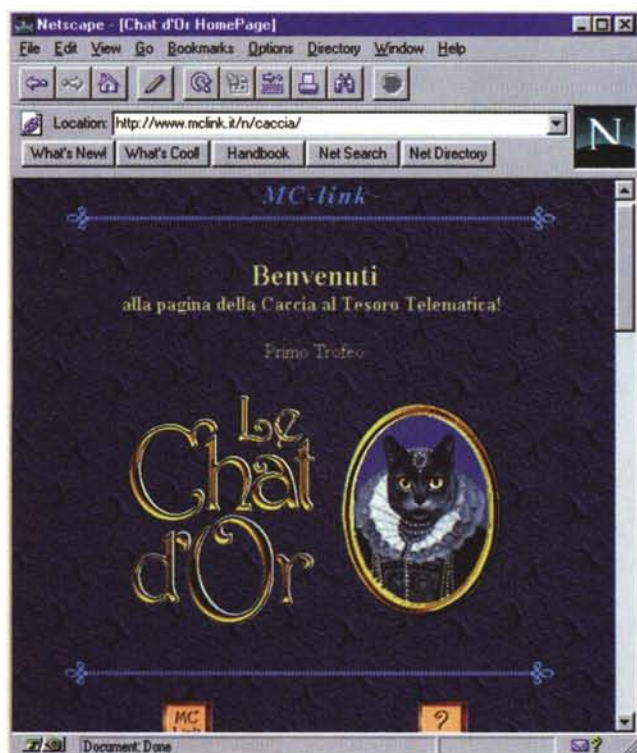 Netscape - [Chat d'Or HomePage]
File Edit View Go Bookmarks Options Directory Window Help
Location: http://www.mclink.it/n/caccia/
N
What's New! What's Cool! Handbook Net Search Net Directory
MC-link
Benvenuti
alla pagina della Caccia al Tesoro Telematica!
Primo Trofeo
Le
Chat
d'Or
MC
Link
?
Document: Done
?